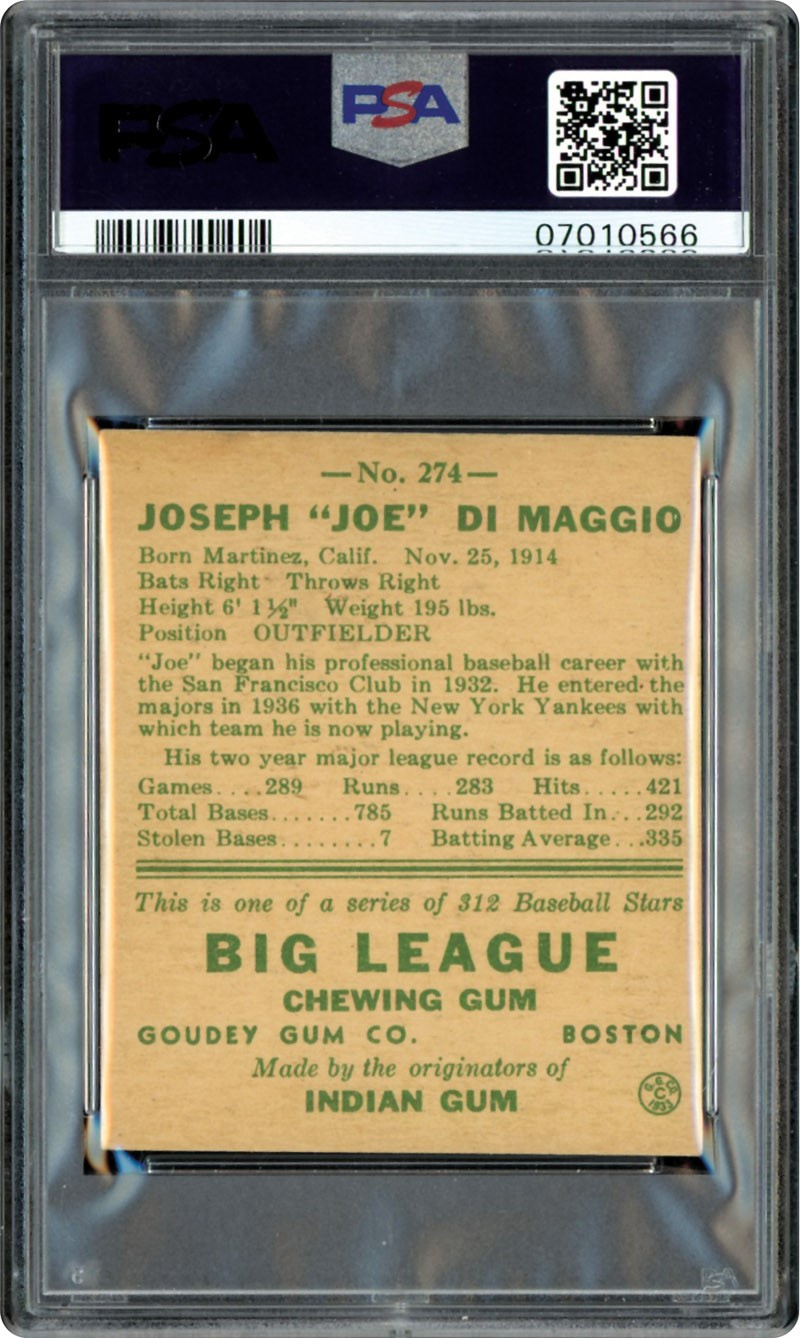 PSA
PSA
07010566
—No. 274—
JOSEPH “JOE” DI MAGGIO
Born Martinez, Calif. Nov. 25, 1914
Bats Right Throws Right
Height 6' 1½" Weight 195 lbs.
Position OUTFIELDER
“Joe” began his professional baseball career with
the San Francisco Club in 1932. He entered the
majors in 1936 with the New York Yankees with
which team he is now playing.
His two year major league record is as follows:
Games....289 Runs....283 Hits.....421
Total Bases.......785 Runs Batted In...292
Stolen Bases........7 Batting Average...335
This is one of a series of 312 Baseball Stars
BIG LEAGUE
CHEWING GUM
GOUDEY GUM CO. BOSTON
Made by the originators of
INDIAN GUM
G.G.CO.
C
1933